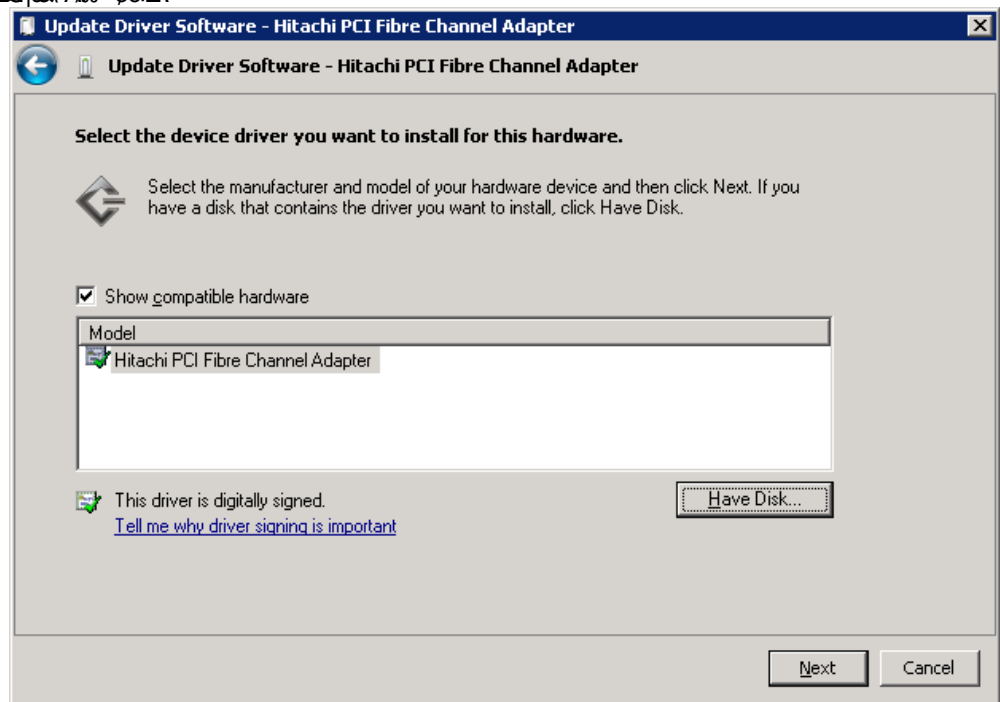 Update Driver Software - Hitachi PCI Fibre Channel Adapter
Update Driver Software - Hitachi PCI Fibre Channel Adapter
Select the device driver you want to install for this hardware.
Select the manufacturer and model of your hardware device and then click Next. If you
have a disk that contains the driver you want to install, click Have Disk.
Show compatible hardware
Model
Hitachi PCI Fibre Channel Adapter
This driver is digitally signed.
Have Disk...
Tell me why driver signing is important
Next
Cancel